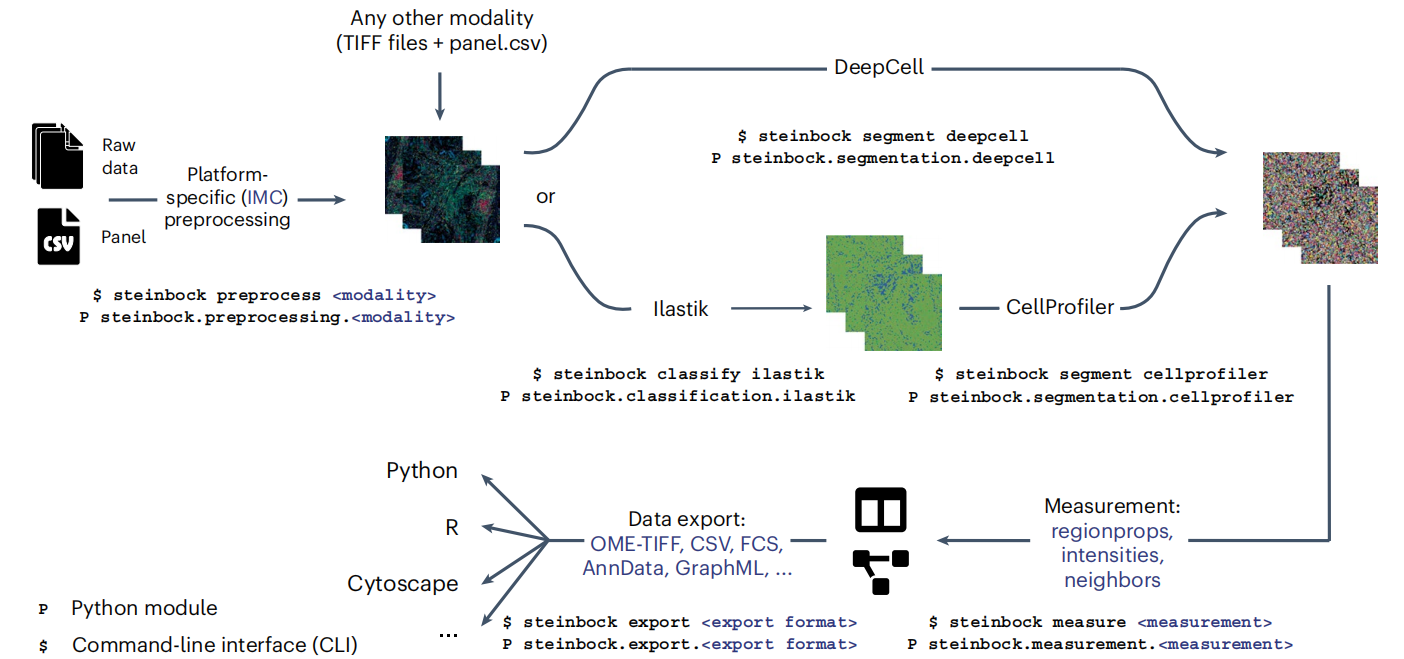 Any other modality
(TIFF files + panel.csv)
DeepCell
$ steinbock segment deepcell
P steinbock.segmentation.deepcell
Raw
data
Platform-
specific (IMC)
preprocessing
or
CSV
Panel
$ steinbock preprocess <modality>
P steinbock.preprocessing.<modality>
Ilastik
CellProfiler
$ steinbock classify ilastik
P steinbock.classification.ilastik
$ steinbock segment cellprofiler
P steinbock.segmentation.cellprofiler
Measurement:
regionprops,
intensities,
neighbors
$ steinbock measure <measurement>
P steinbock.measurement.<measurement>
Data export:
OME-TIFF, CSV, FCS,
AnnData, GraphML, ...
$ steinbock export <export format>
P steinbock.export.<export format>
Python
R
Cytoscape
...
P Python module
$ Command-line interface (CLI)